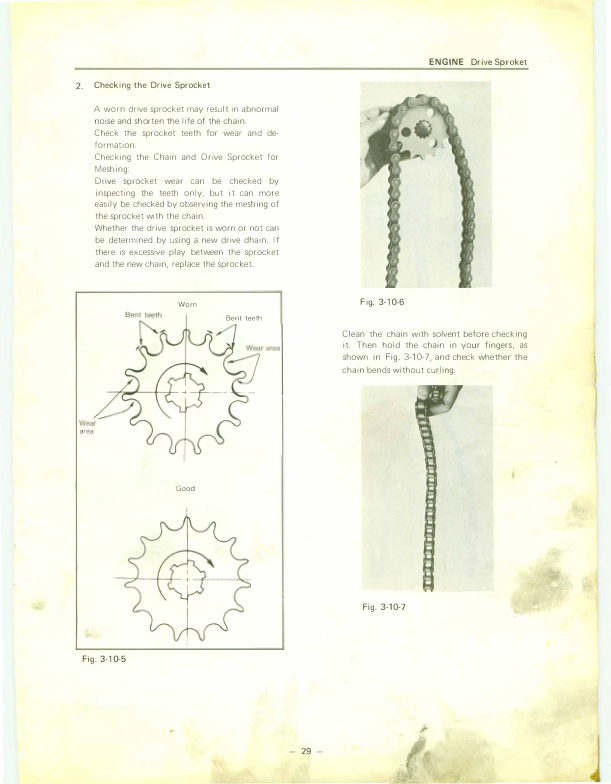 ENGINE Drive Sproket
2. Checking the Drive Sprocket
A worn drive sprocket may result in abnormal
noise and shorten the life of the chain.
Check the sprocket teeth for wear and de-
formation.
Checking the Chain and Drive Sprocket for
Meshing:
Drive sprocket wear can be checked by
inspecting the teeth only, but it can more
easily be checked by observing the meshing of
the sprocket with the chain.
Whether the drive sprocket is worn or not can
be determined by using a new drive dhain. If
there is excessive play between the sprocket
and the new chain, replace the sprocket.
Worn
Bent teeth
Bent teeth
Wear area
Wear
area
Good
Fig. 3-10-5
Fig. 3-10-6
Clean the chain with solvent before checking
it. Then hold the chain in your fingers, as
shown in Fig. 3-10-7, and check whether the
chain bends without curling.
Fig. 3-10-7
– 29 –